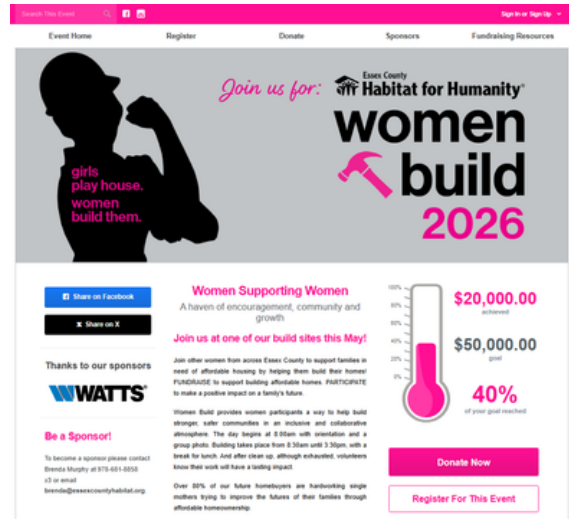 Search This Event
Sign In or Sign Up
Event Home
Register
Donate
Sponsors
Fundraising Resources
Join us for:
Essex County
Habitat for Humanity®
women
build
2026
girls
play house.
women
build them.
Share on Facebook
X Share on X
Thanks to our sponsors
WATTS®
Be a Sponsor!
To become a sponsor please contact
Brenda Murphy at 978-681-8858
x3 or email
brenda@essexcountyhabitat.org.
Women Supporting Women
A haven of encouragement, community and
growth
Join us at one of our build sites this May!
Join other women from across Essex County to support families in
need of affordable housing by helping them build their homes!
FUNDRAISE to support building affordable homes. PARTICIPATE
to make a positive impact on a family's future.
Women Build provides women participants a way to help build
stronger, safer communities in an inclusive and collaborative
atmosphere. The day begins at 8:00am with orientation and a
group photo. Building takes place from 8:30am until 3:30pm, with a
break for lunch. And after clean up, although exhausted, volunteers
know their work will have a lasting impact.
Over 80% of our future homebuyers are hardworking single
mothers trying to improve the futures of their families through
affordable homeownership.
100%
80%
60%
40%
20%
0%
$20,000.00
achieved
$50,000.00
goal
40%
of your goal reached
Donate Now
Register For This Event